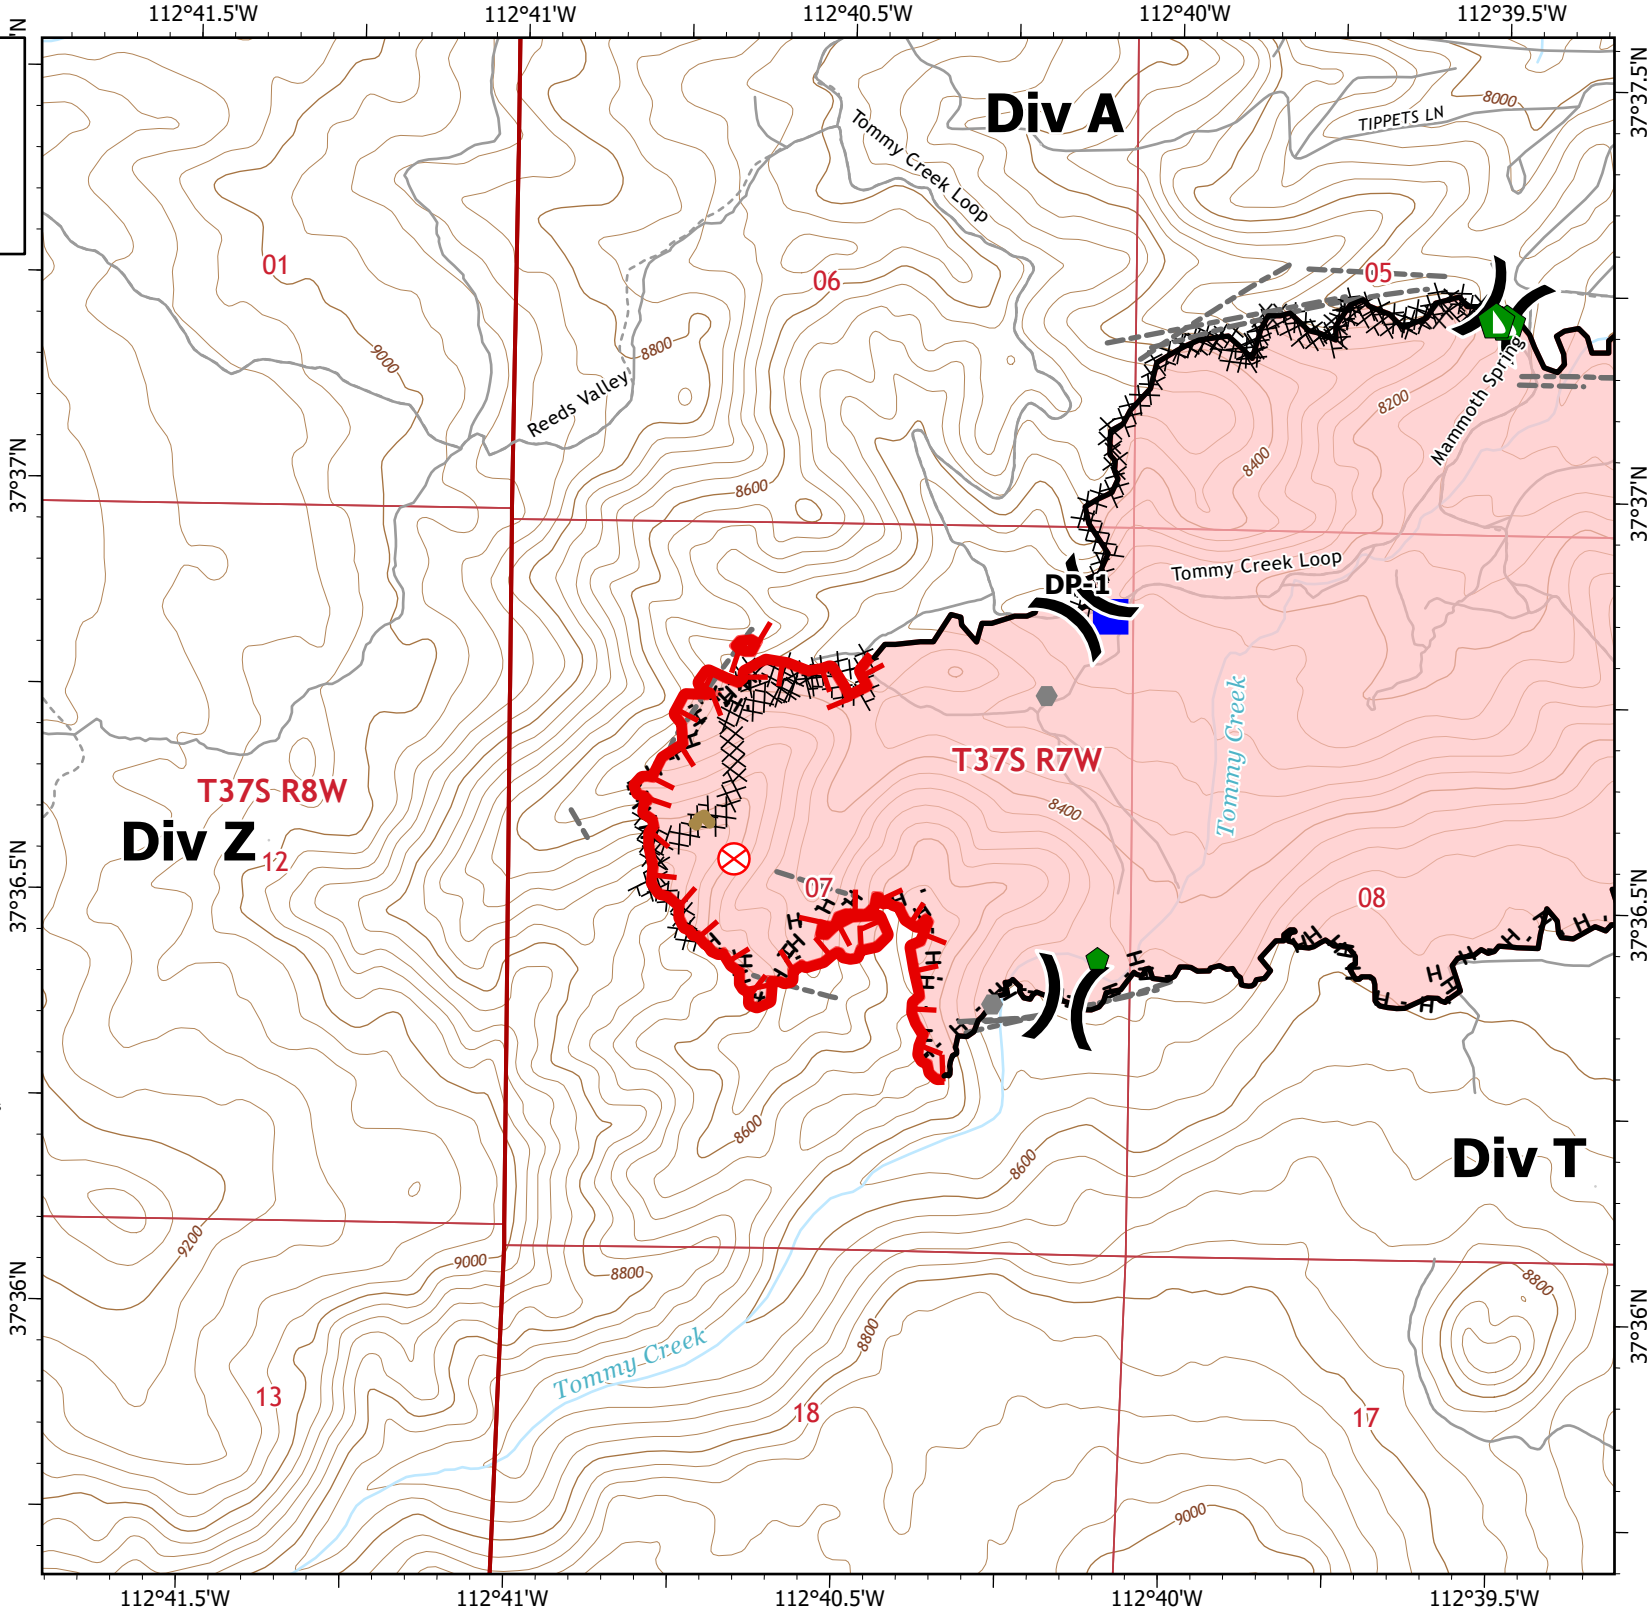 112°41.5'W
112°41'W
112°40.5'W
112°40'W
112°39.5'W
N
37°37.5'N
Div A
8000
TIPPETS LN
Tommy Creek Loop
01
06
05
9000
8800
Reeds Valley
8200
Mammoth Spring
8400
37°37'N
8600
37°37'N
Tommy Creek Loop
DP-1
T37S R7W
Tommy Creek
T37S R8W
8400
Div Z
12
07
08
37°36.5'N
37°36.5'N
8600
8600
Div T
9200
9000
8800
8800
37°36'N
37°36'N
8800
Tommy Creek
13
18
17
9000
112°41.5'W
112°41'W
112°40.5'W
112°40'W
112°39.5'W